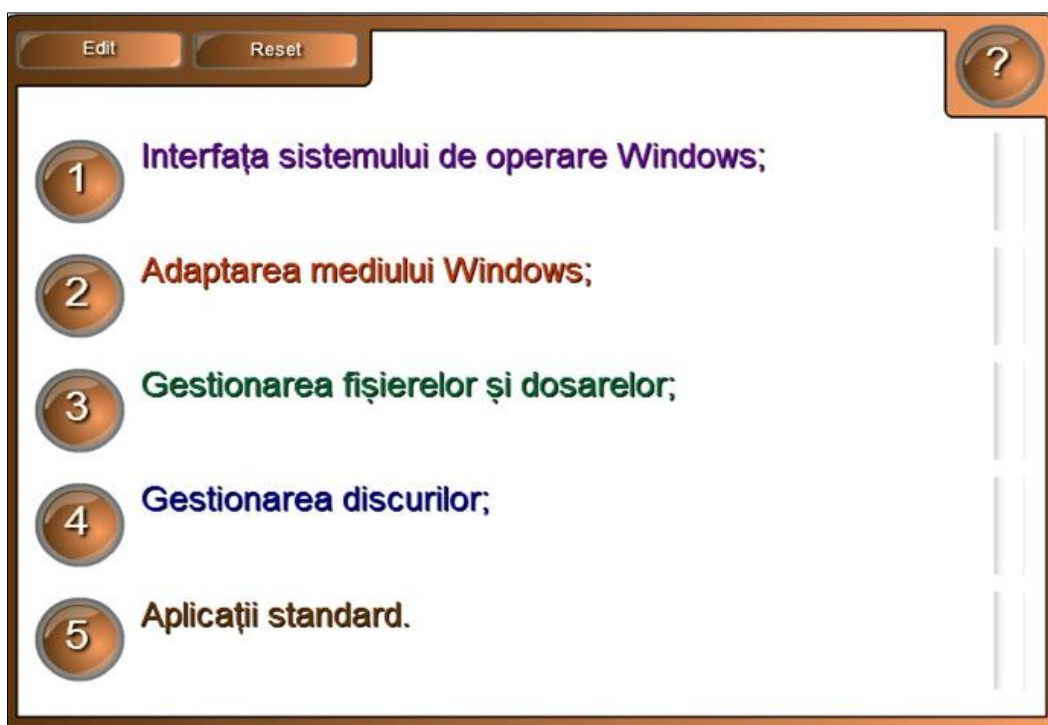 Edit Reset ?
1 Interfața sistemului de operare Windows;
2 Adaptarea mediului Windows;
3 Gestionarea fișierelor și dosarelor;
4 Gestionarea discurilor;
5 Aplicații standard.